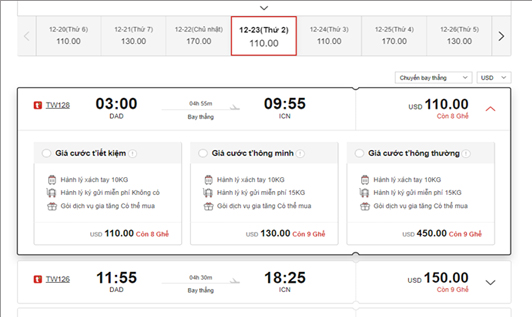 12-20(Thứ 6) 12-21(Thứ 7) 12-22(Chủ nhật) 12-23(Thứ 2) 12-24(Thứ 3) 12-25(Thứ 4) 12-26(Thứ 5)
110.00 130.00 170.00 110.00 110.00 170.00 130.00
Chuyến bay thẳng USD
t TW128 03:00 04h 55m 09:55 USD 110.00
DAD Bay thẳng ICN Còn 8 Ghế
Giá cước t'iết kiệm Giá cước t'hông minh Giá cước t'hông thường
Hành lý xách tay 10KG Hành lý xách tay 10KG Hành lý xách tay 10KG
Hành lý ký gửi miễn phí Không có Hành lý ký gửi miễn phí 15KG Hành lý ký gửi miễn phí 15KG
Gói dịch vụ gia tăng Có thể mua Gói dịch vụ gia tăng Có thể mua Gói dịch vụ gia tăng Có thể mua
USD 110.00 Còn 8 Ghế USD 130.00 Còn 9 Ghế USD 450.00 Còn 9 Ghế
t TW126 11:55 04h 30m 18:25 USD 150.00
DAD Bay thẳng ICN Còn 9 Ghế